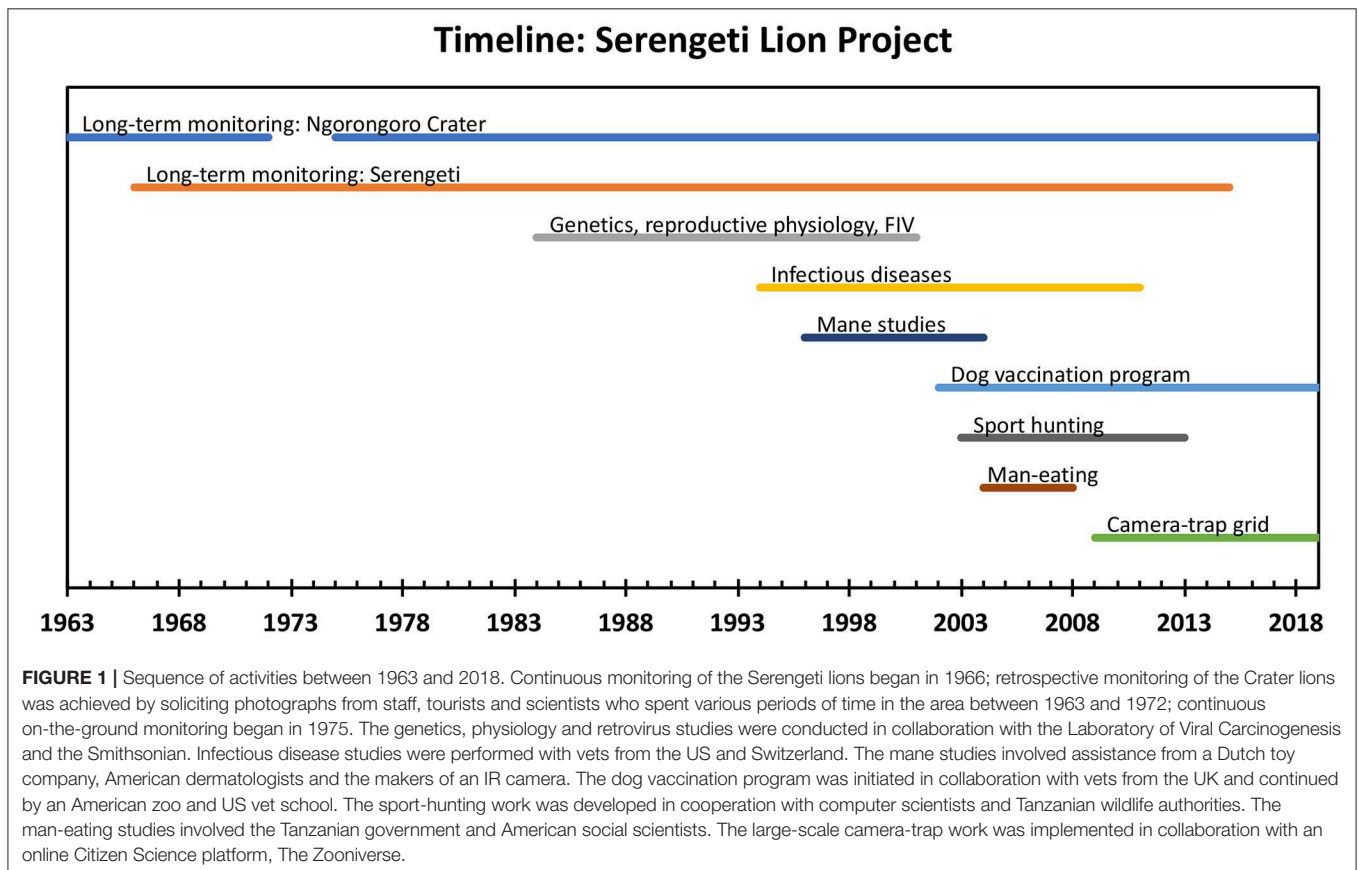 Timeline: Serengeti Lion Project
Long-term monitoring: Ngorongoro Crater
Long-term monitoring: Serengeti
Genetics, reproductive physiology, FIV
Infectious diseases
Mane studies
Dog vaccination program
Sport hunting
Man-eating
Camera-trap grid
1963 1968 1973 1978 1983 1988 1993 1998 2003 2008 2013 2018
FIGURE 1 | Sequence of activities between 1963 and 2018. Continuous monitoring of the Serengeti lions began in 1966; retrospective monitoring of the Crater lions
was achieved by soliciting photographs from staff, tourists and scientists who spent various periods of time in the area between 1963 and 1972; continuous
on-the-ground monitoring began in 1975. The genetics, physiology and retrovirus studies were conducted in collaboration with the Laboratory of Viral Carcinogenesis
and the Smithsonian. Infectious disease studies were performed with vets from the US and Switzerland. The mane studies involved assistance from a Dutch toy
company, American dermatologists and the makers of an IR camera. The dog vaccination program was initiated in collaboration with vets from the UK and continued
by an American zoo and US vet school. The sport-hunting work was developed in cooperation with computer scientists and Tanzanian wildlife authorities. The
man-eating studies involved the Tanzanian government and American social scientists. The large-scale camera-trap work was implemented in collaboration with an
online Citizen Science platform, The Zooniverse.